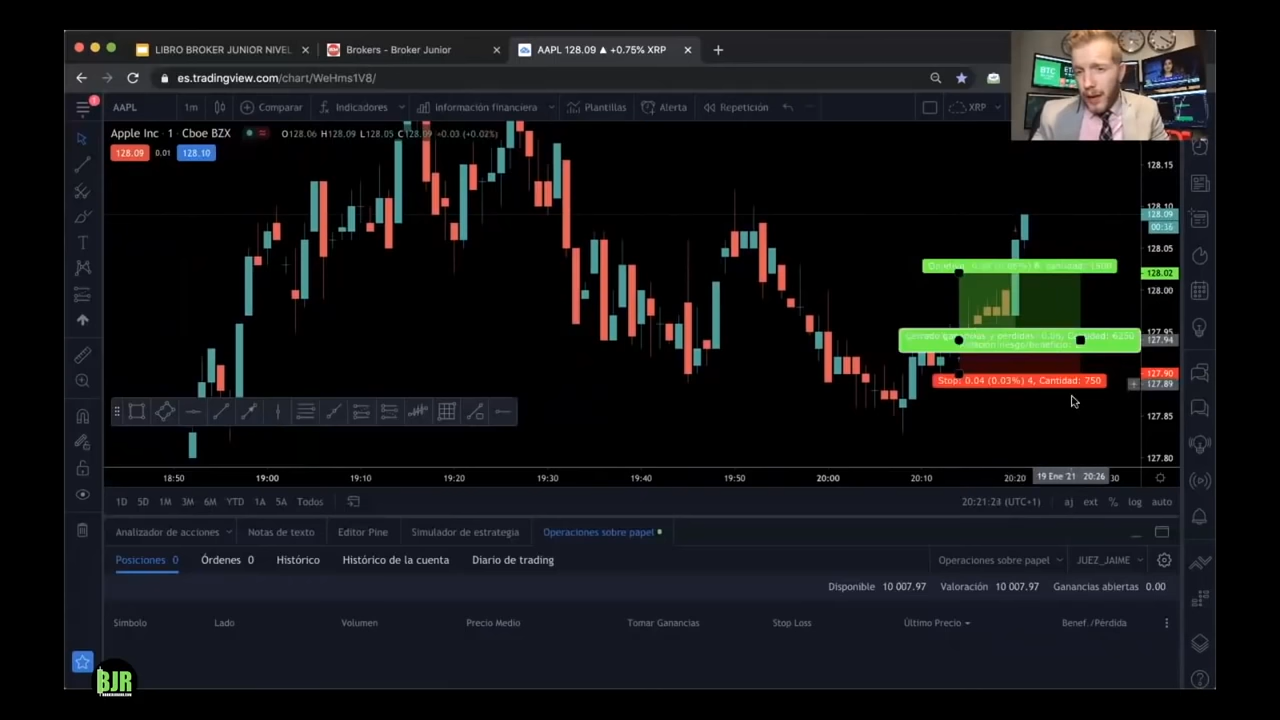 LIBRO BROKER JUNIOR NIVEL
Brokers - Broker Junior
AAPL 128.09 ▲ +0.75% XRP
es.tradingview.com/chart/WeHms1V8/
AAPL 1m Comparar Indicadores Información financiera Plantillas Alerta Repetición XRP
Apple Inc · 1 · Cboe BZX O128.06 H128.09 L128.05 C128.09 +0.03 (+0.02%)
128.09 0.01 128.10
BTC
128.15
128.10
128.09
00:36
128.05
128.02
128.00
127.95
127.94
127.90
127.89
127.85
127.80
Stop: 0.04 (0.03%) 4, Cantidad: 750
18:50 19:00 19:10 19:20 19:30 19:40 19:50 20:00 20:10 20:20 19 Ene '21 20:26 30
1D 5D 1M 3M 6M YTD 1A 5A Todos (UTC+1) aj ext % log auto
Analizador de acciones Notas de texto Editor Pine Simulador de estrategia Operaciones sobre papel
Posiciones 0 Órdenes 0 Histórico Histórico de la cuenta Diario de trading Operaciones sobre papel JUEZ_JAIME
Disponible 10 007.97 Valoración 10 007.97 Ganancias abiertas 0.00
Símbolo Lado Volumen Precio Medio Tomar Ganancias Stop Loss Último Precio Benef./Pérdida
BJR